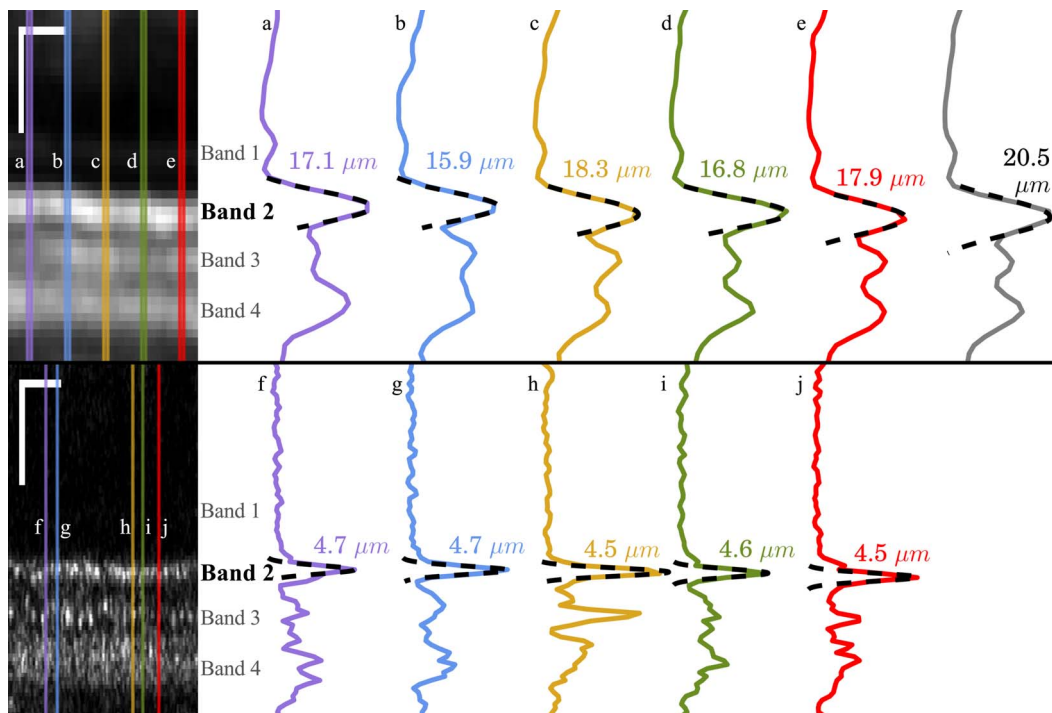 a b c d e
a b c d e
Band 1
Band 2
Band 3
Band 4
17.1 μm
15.9 μm
18.3 μm
16.8 μm
17.9 μm
20.5
μm
f g h i j
f g h i j
Band 1
Band 2
Band 3
Band 4
4.7 μm
4.7 μm
4.5 μm
4.6 μm
4.5 μm